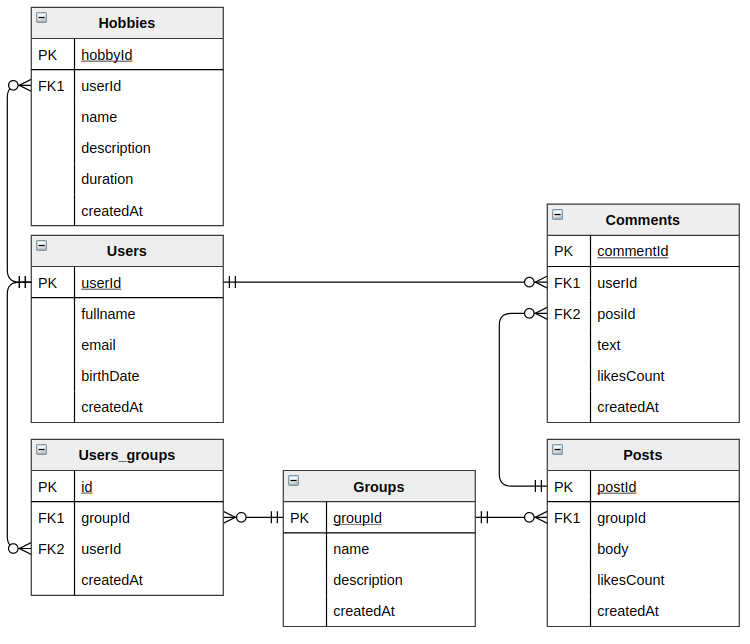 Hobbies
PK hobbyId
FK1 userId
name
description
duration
createdAt
Users
PK userId
fullname
email
birthDate
createdAt
Users_groups
PK id
FK1 groupId
FK2 userId
createdAt
Groups
PK groupId
name
description
createdAt
Comments
PK commentId
FK1 userId
FK2 posiId
text
likesCount
createdAt
Posts
PK postId
FK1 groupId
body
likesCount
createdAt